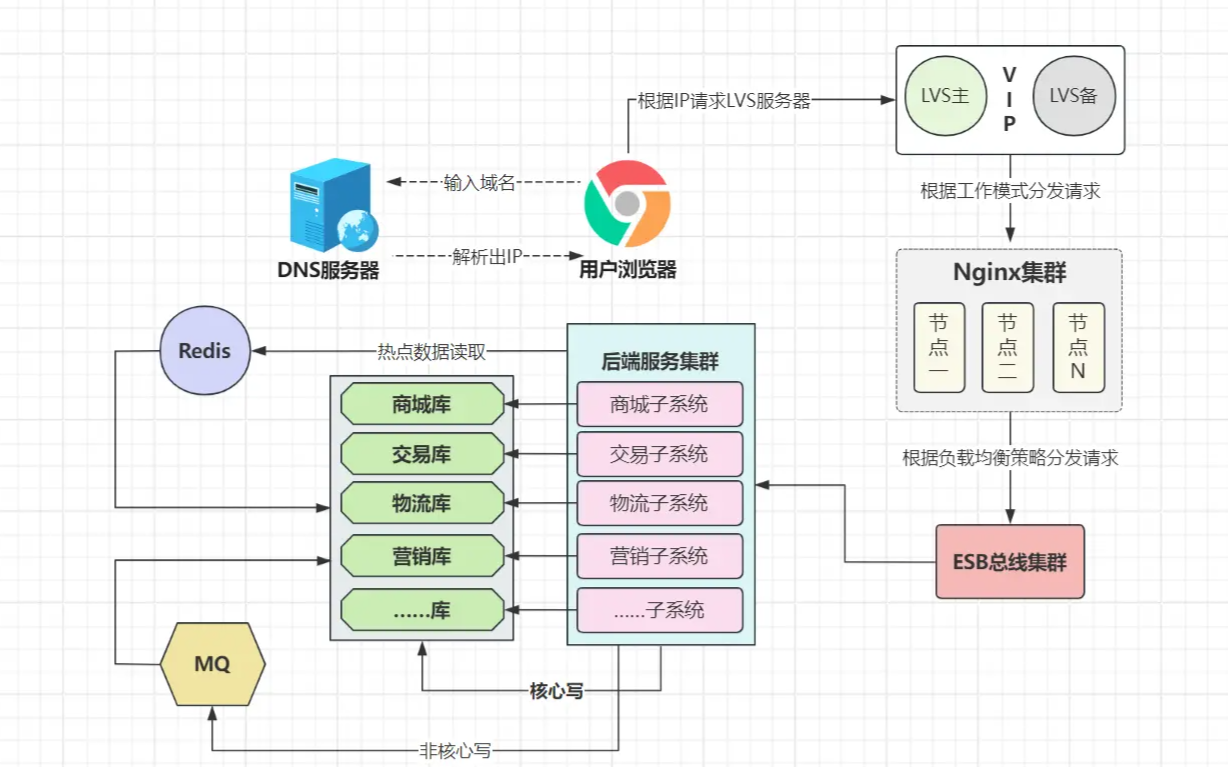 根据IP请求LVS服务器
LVS主
V
I
P
LVS备
输入域名
根据工作模式分发请求
解析出IP
DNS服务器
用户浏览器
Nginx集群
节点一
节点二
节点N
Redis
热点数据读取
后端服务集群
商城库
商城子系统
交易库
交易子系统
根据负载均衡策略分发请求
物流库
物流子系统
营销库
营销子系统
ESB总线集群
……库
……子系统
MQ
核心写
非核心写